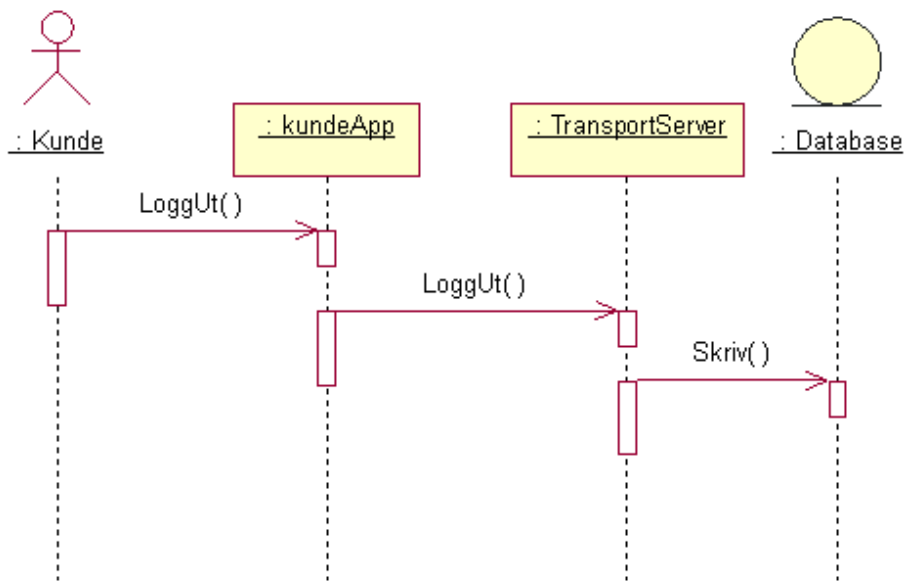 : Kunde
: kundeApp
: TransportServer
: Database
LoggUt( )
LoggUt( )
Skriv( )